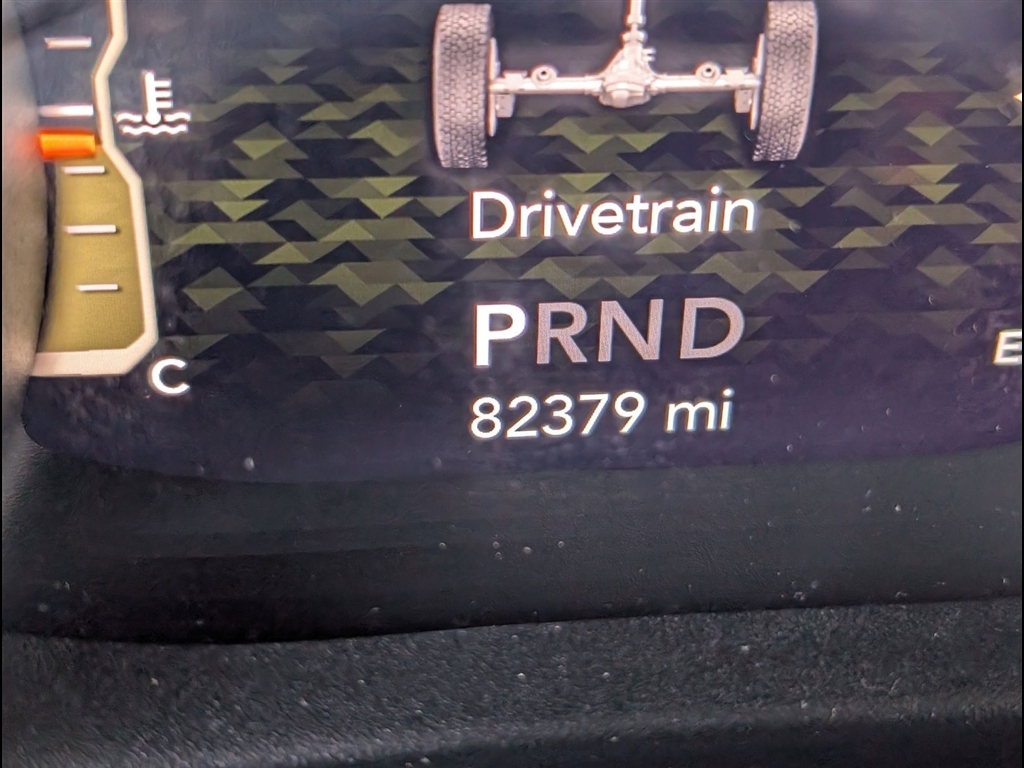 Drivetrain
PRND
E
C
82379 mi